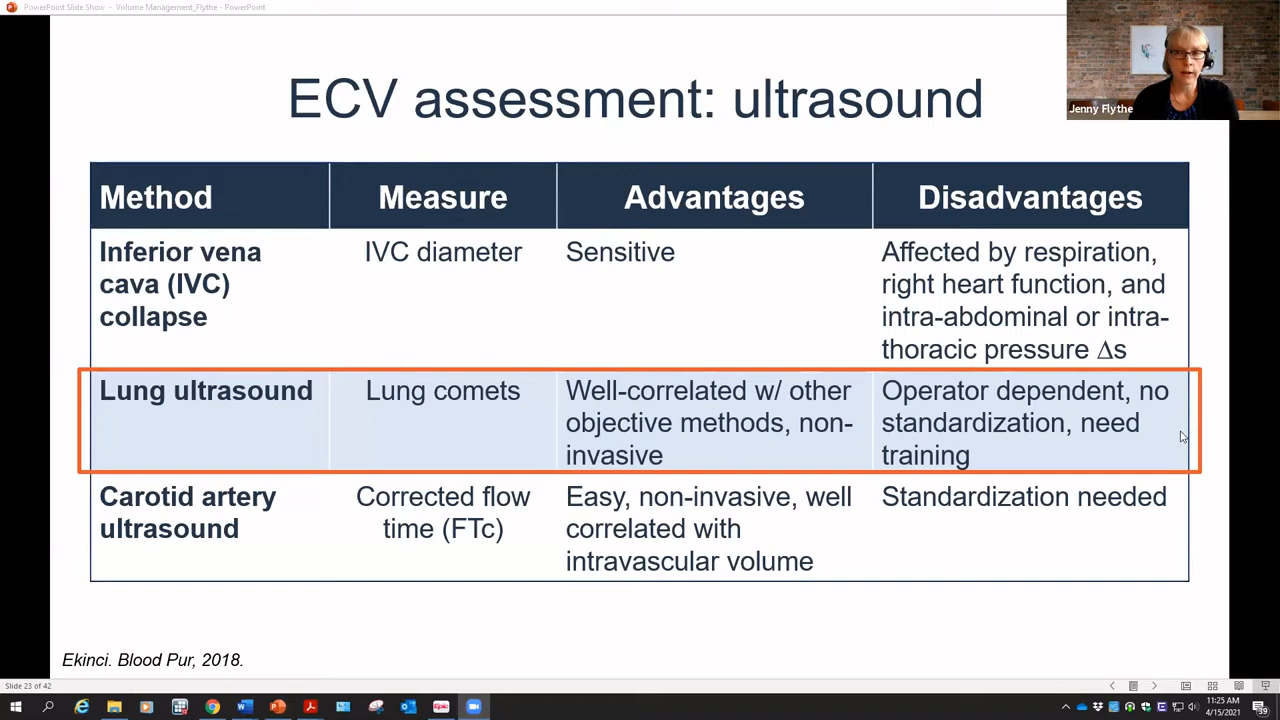 PowerPoint Slide Show - Volume Management_Flythe - PowerPoint
Jenny Flythe
ECV assessment: ultrasound
Method
Measure
Advantages
Disadvantages
Inferior vena
cava (IVC)
collapse
IVC diameter
Sensitive
Affected by respiration,
right heart function, and
intra-abdominal or intra-
thoracic pressure Δs
Lung ultrasound
Lung comets
Well-correlated w/ other
objective methods, non-
invasive
Operator dependent, no
standardization, need
training
Carotid artery
ultrasound
Corrected flow
time (FTc)
Easy, non-invasive, well
correlated with
intravascular volume
Standardization needed
Ekinci. Blood Pur, 2018.
Slide 23 of 42
11:25 AM
4/15/2021
39